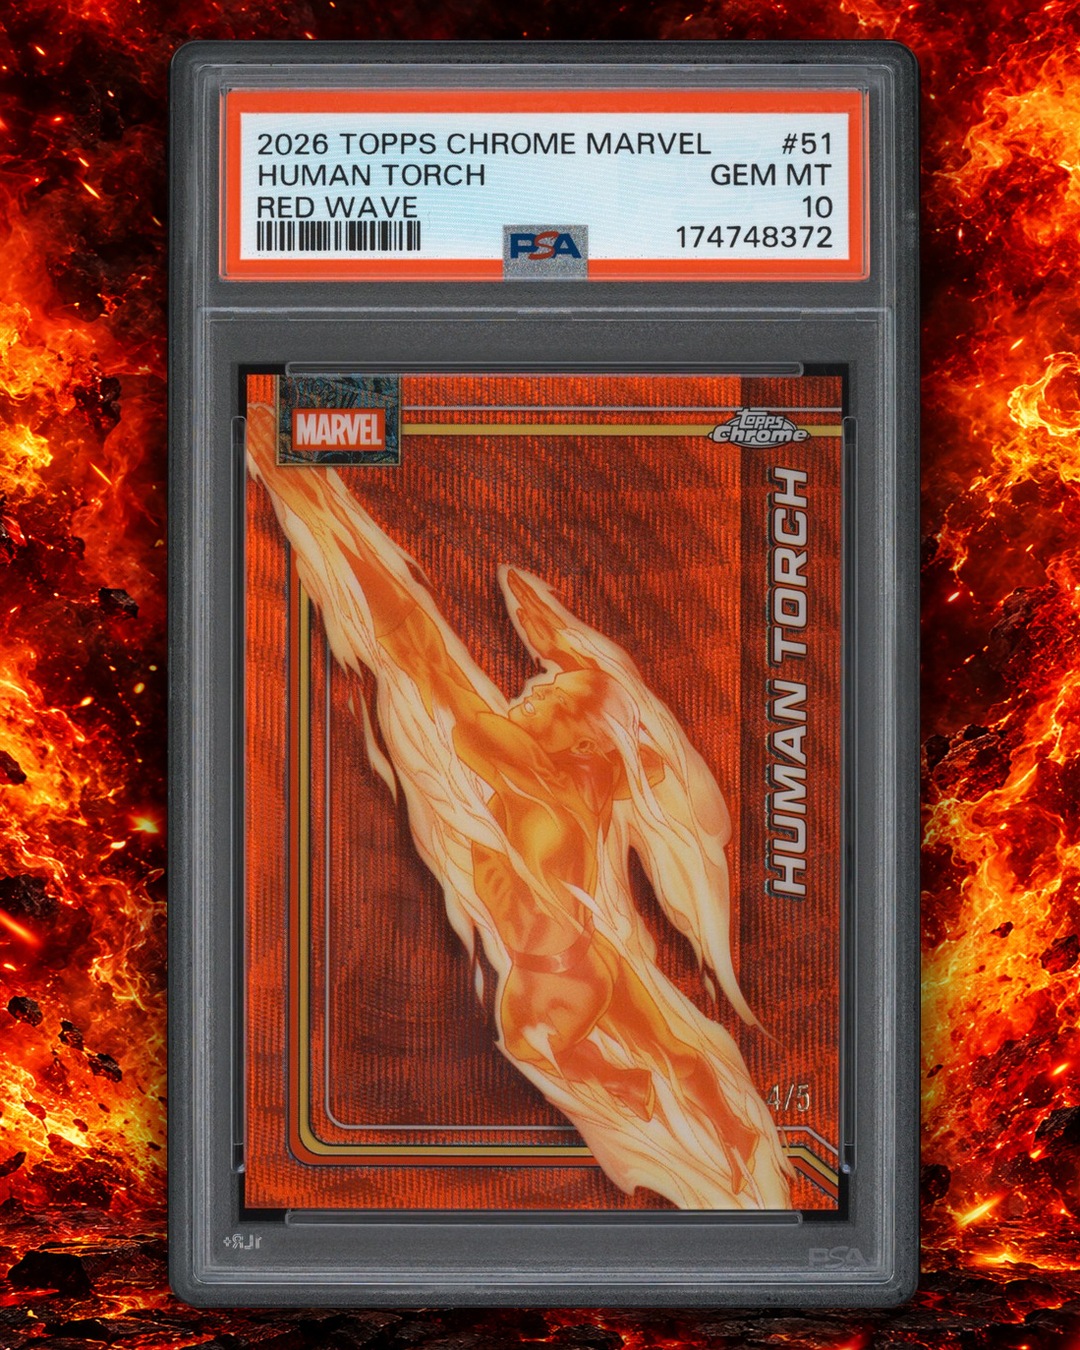 2026 TOPPS CHROME MARVEL #51
HUMAN TORCH GEM MT
RED WAVE 10
PSA 174748372
MARVEL
Topps Chrome
HUMAN TORCH
4/5
PSA